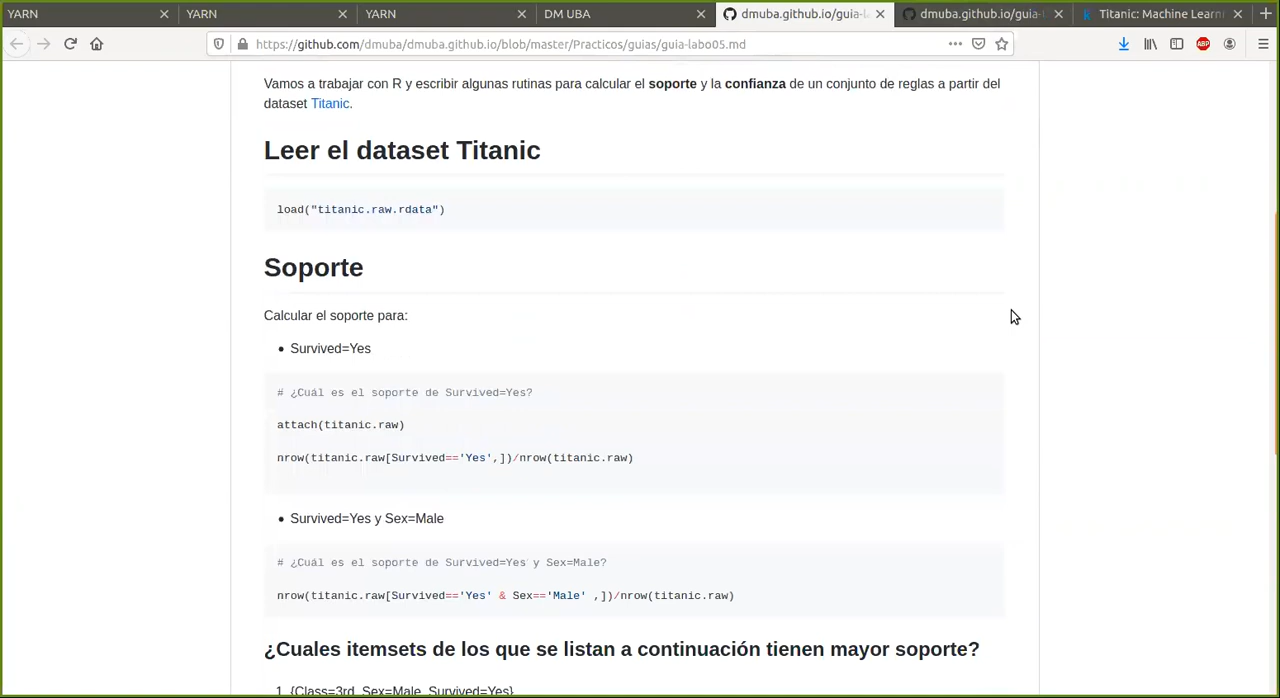 YARN
YARN
YARN
DM UBA
dmuba.github.io/guia-l
dmuba.github.io/guia-l
Titanic: Machine Learni
https://github.com/dmuba/dmuba.github.io/blob/master/Practicos/guias/guia-labo05.md
ABP
Vamos a trabajar con R y escribir algunas rutinas para calcular el soporte y la confianza de un conjunto de reglas a partir del
dataset Titanic.
Leer el dataset Titanic
load("titanic.raw.rdata")
Soporte
Calcular el soporte para:
• Survived=Yes
# ¿Cuál es el soporte de Survived=Yes?
attach(titanic.raw)
nrow(titanic.raw[Survived=='Yes',])/nrow(titanic.raw)
• Survived=Yes y Sex=Male
# ¿Cuál es el soporte de Survived=Yes y Sex=Male?
nrow(titanic.raw[Survived=='Yes' & Sex=='Male' ,])/nrow(titanic.raw)
¿Cuales itemsets de los que se listan a continuación tienen mayor soporte?
1. {Class=3rd, Sex=Male, Survived=Yes}